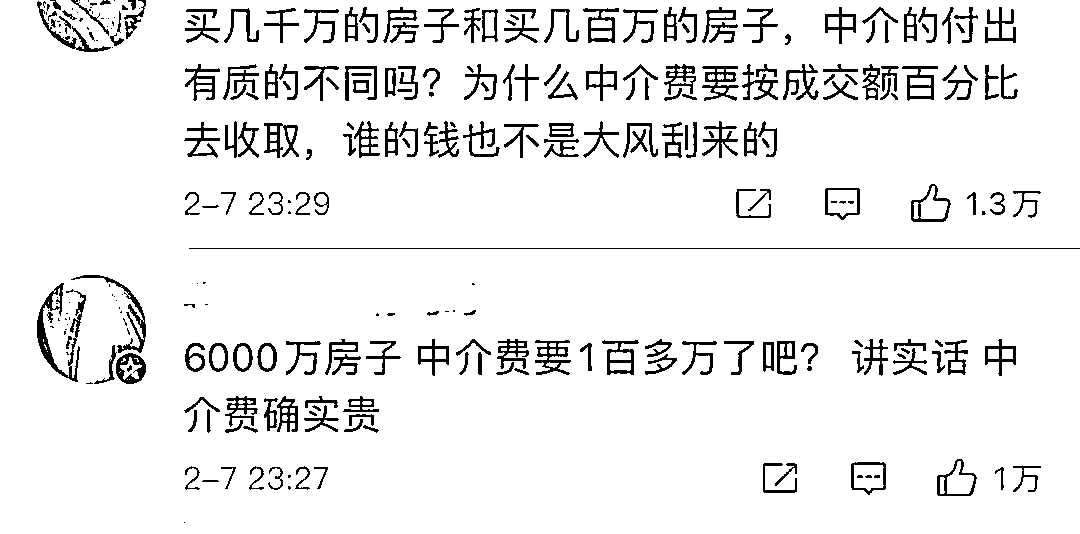 买几千万的房子和买几百万的房子，中介的付出
有质的不同吗？为什么中介费要按成交额百分比
去收取，谁的钱也不是大风刮来的
2-7 23:29
1.3万
6000万房子 中介费要1百多万了吧？ 讲实话 中
介费确实贵
2-7 23:27
1万